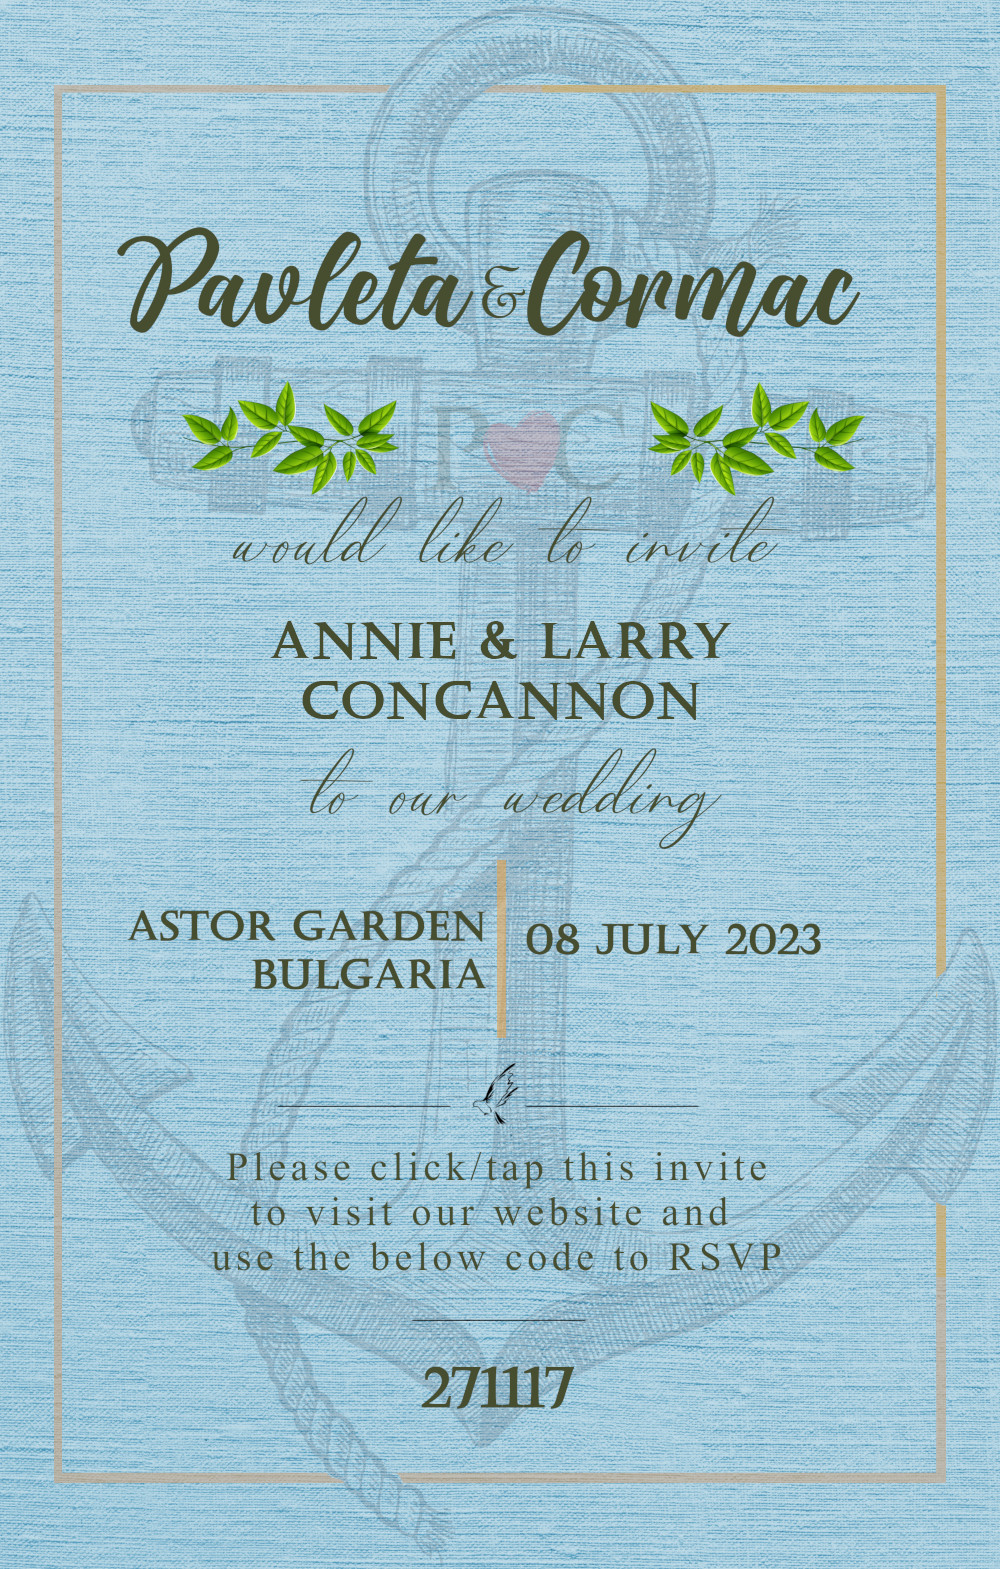 Pavleta & Cormac
P C
would like to invite
ANNIE & LARRY
CONCANNON
to our wedding
ASTOR GARDEN
BULGARIA
08 JULY 2023
Please click/tap this invite
to visit our website and
use the below code to RSVP
271117